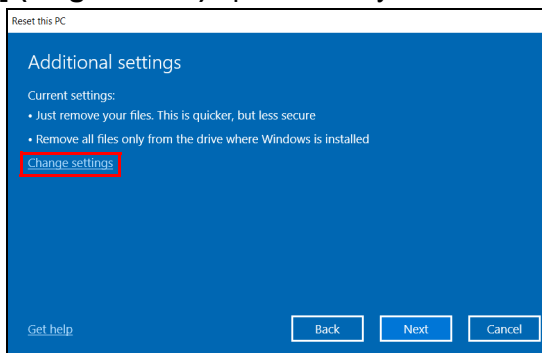 Reset this PC
Additional settings
Current settings:
• Just remove your files. This is quicker, but less secure
• Remove all files only from the drive where Windows is installed
Change settings
Get help
Back
Next
Cancel